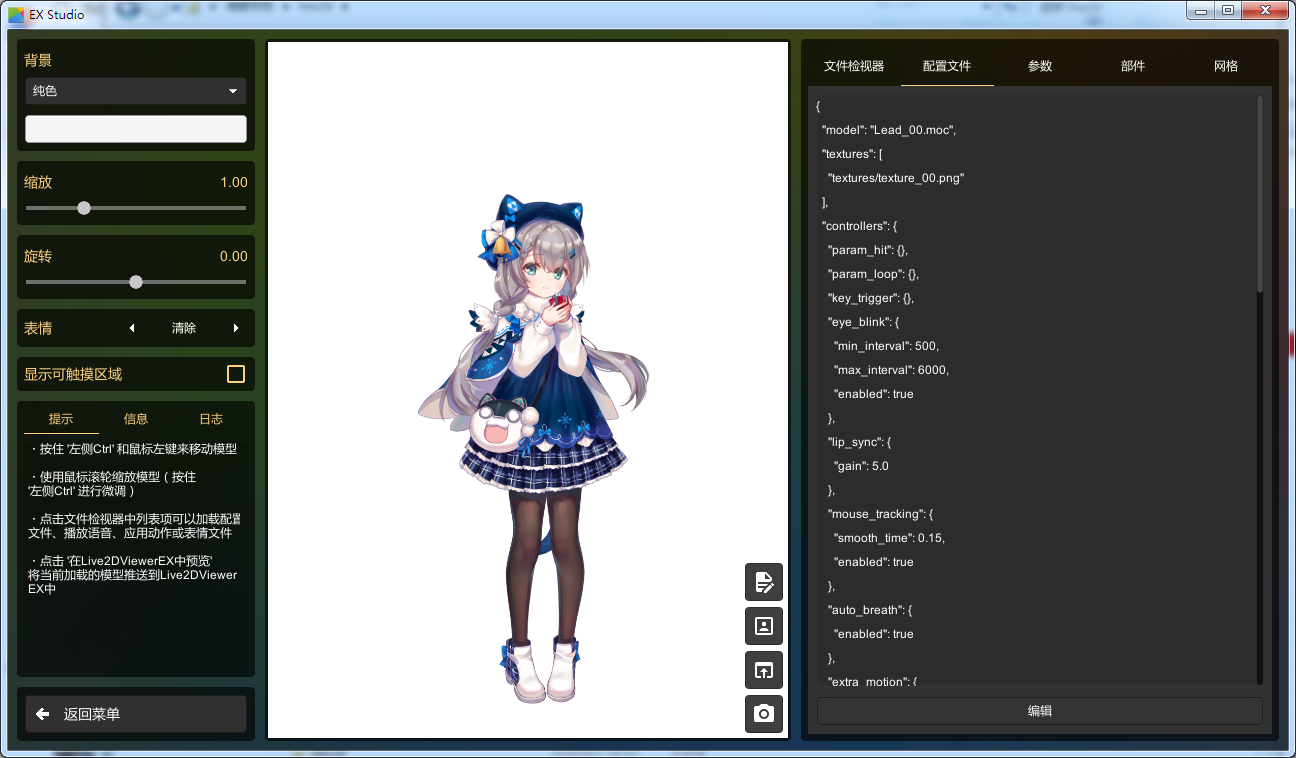 EX Studio
背景
纯色
缩放 1.00
旋转 0.00
表情 清除
显示可触摸区域
提示 信息 日志
· 按住 '左侧Ctrl' 和鼠标左键来移动模型
· 使用鼠标滚轮缩放模型 ( 按住
'左侧Ctrl' 进行微调 )
· 点击文件检视器中列表项可以加载配置
文件、播放语音、应用动作或表情文件
· 点击 '在Live2DViewerEX中预览'
将当前加载的模型推送到Live2DViewer
EX中
返回菜单
文件检视器 配置文件 参数 部件 网格
{
"model": "Lead_00.moc",
"textures": [
"textures/texture_00.png"
],
"controllers": {
"param_hit": {},
"param_loop": {},
"key_trigger": {},
"eye_blink": {
"min_interval": 500,
"max_interval": 6000,
"enabled": true
},
"lip_sync": {
"gain": 5.0
},
"mouse_tracking": {
"smooth_time": 0.15,
"enabled": true
},
"auto_breath": {
"enabled": true
},
"extra_motion": {
编辑